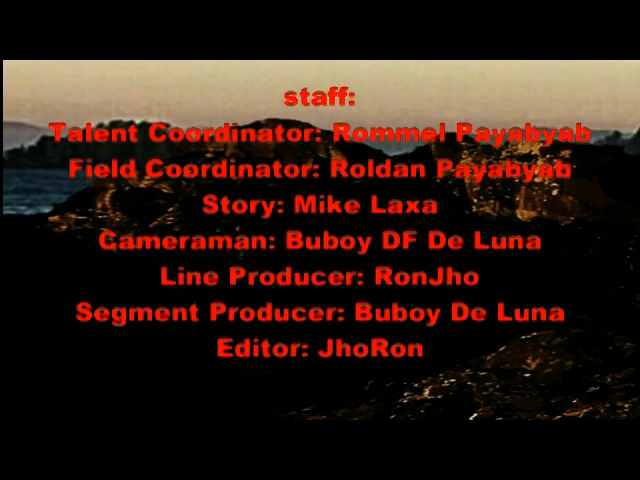 staff:
Talent Coordinator: Rommel Payabyab
Field Coordinator: Roldan Payabyab
Story: Mike Laxa
Cameraman: Buboy DF De Luna
Line Producer: RonJho
Segment Producer: Buboy De Luna
Editor: JhoRon